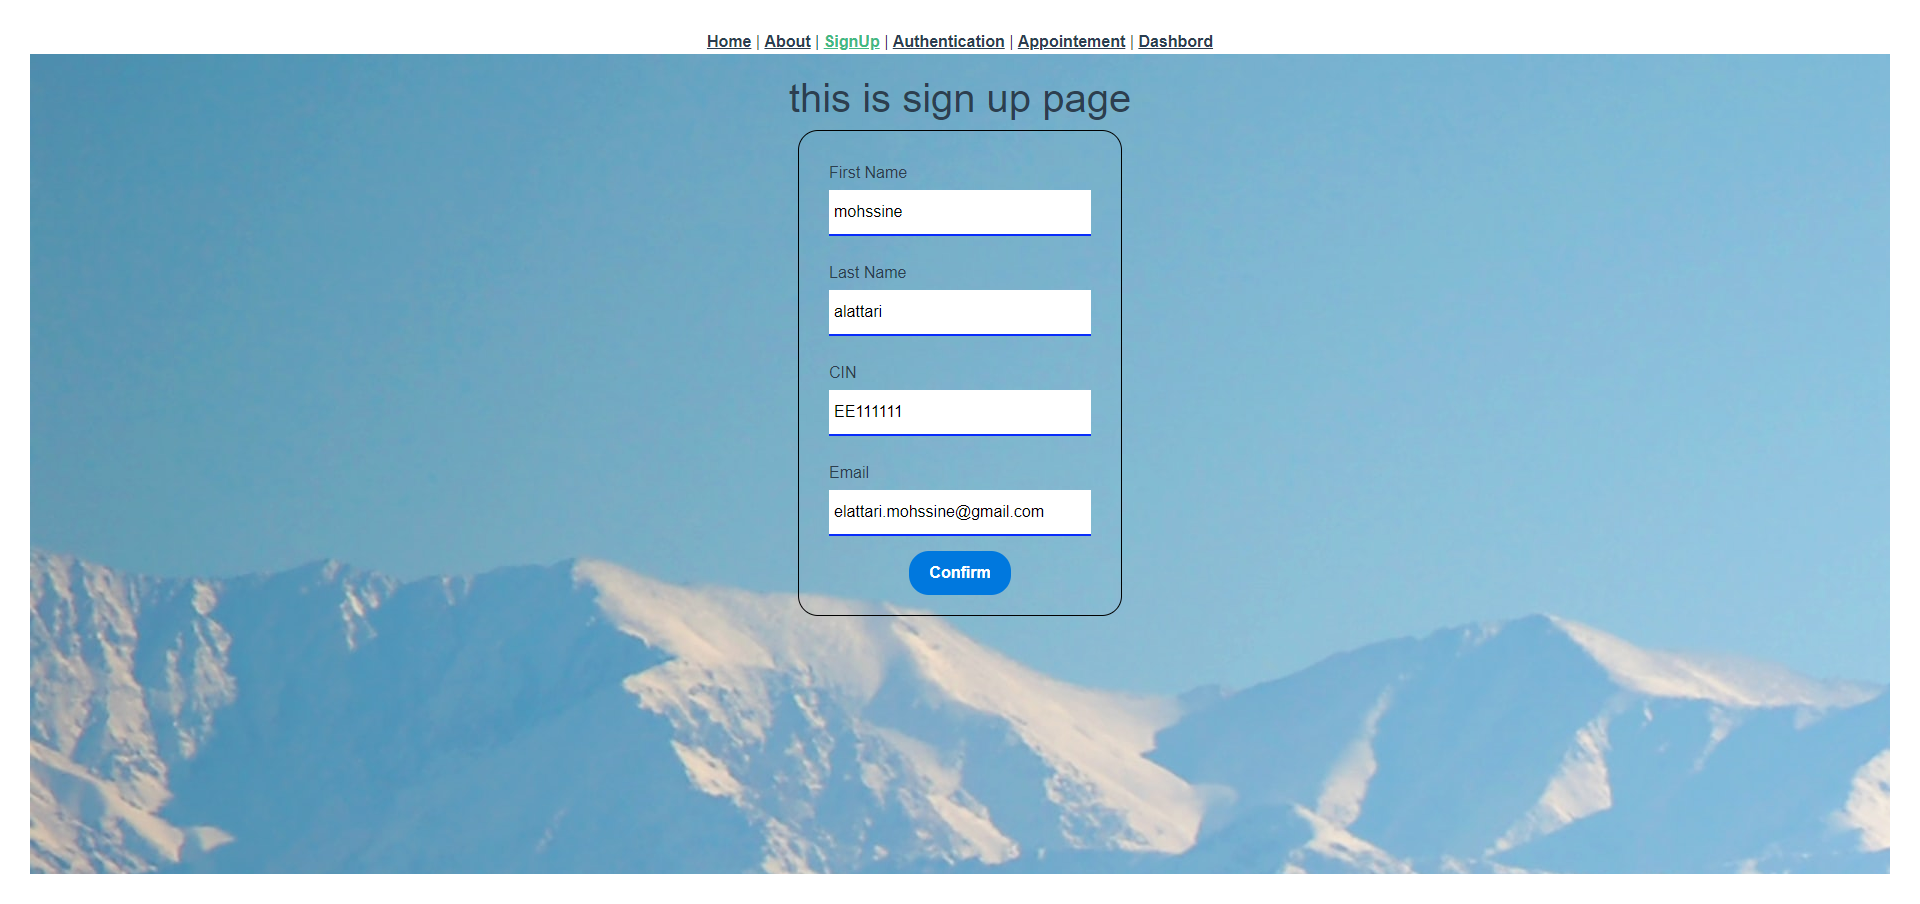 Home | About | SignUp | Authentication | Appointement | Dashbord
this is sign up page
First Name
mohssine
Last Name
alattari
CIN
EE111111
Email
elattari.mohssine@gmail.com
Confirm